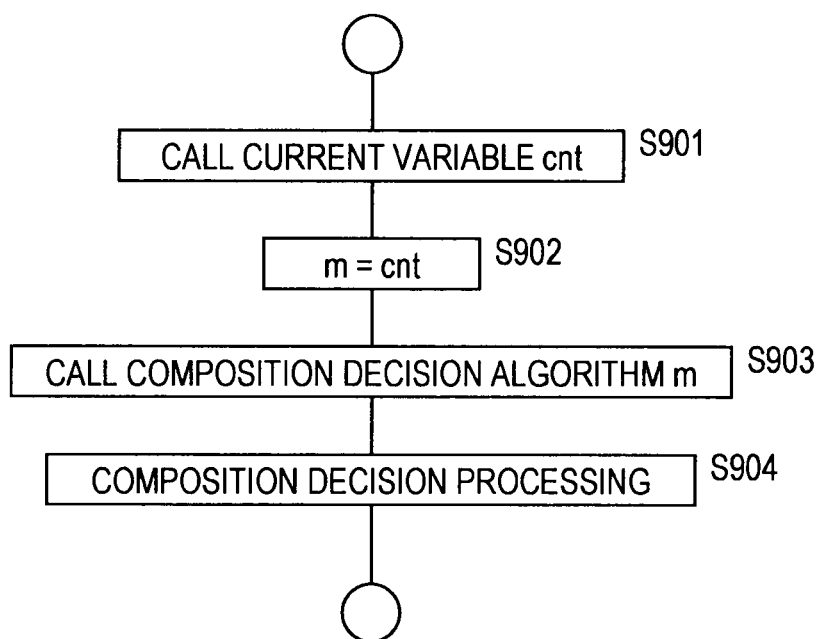 CALL CURRENT VARIABLE cnt S901
m = cnt S902
CALL COMPOSITION DECISION ALGORITHM m S903
COMPOSITION DECISION PROCESSING S904